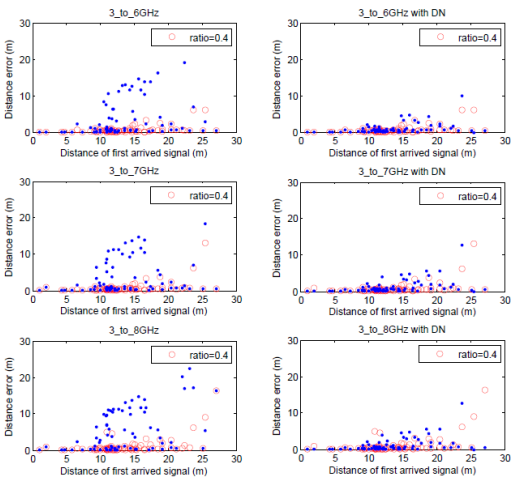 3_to_6GHz
30
20
10
0
0 5 10 15 20 25 30
Distance error (m)
Distance of first arrived signal (m)
ratio=0.4
3_to_6GHz with DN
30
20
10
0
0 5 10 15 20 25 30
Distance error (m)
Distance of first arrived signal (m)
ratio=0.4
3_to_7GHz
30
20
10
0
0 5 10 15 20 25 30
Distance error (m)
Distance of first arrived signal (m)
ratio=0.4
3_to_7GHz with DN
30
20
10
0
0 5 10 15 20 25 30
Distance error (m)
Distance of first arrived signal (m)
ratio=0.4
3_to_8GHz
30
20
10
0
0 5 10 15 20 25 30
Distance error (m)
Distance of first arrived signal (m)
ratio=0.4
3_to_8GHz with DN
30
20
10
0
0 5 10 15 20 25 30
Distance error (m)
Distance of first arrived signal (m)
ratio=0.4